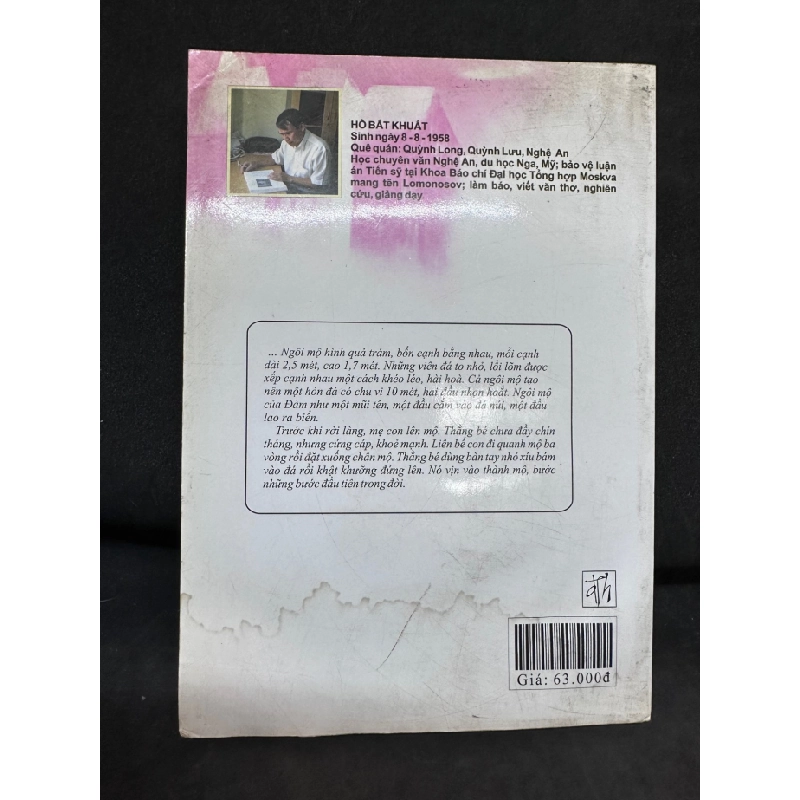 HỒ BẤT KHUẤT
Sinh ngày 8 - 8 - 1958
Quê quán: Quỳnh Long, Quỳnh Lưu, Nghệ An
Học chuyên văn Nghệ An, du học Nga, Mỹ; bảo vệ luận
án Tiến sỹ tại Khoa Báo chí Đại học Tổng hợp Moskva
mang tên Lomonosov; làm báo, viết văn thơ, nghiên
cứu, giảng dạy
... Ngôi mộ hình quả trám, bốn cạnh bằng nhau, mỗi cạnh
dài 2,5 mét, cao 1,7 mét. Những viên đá to nhỏ, lồi lõm được
xếp cạnh nhau một cách khéo léo, hài hoà. Cả ngôi mộ tạo
nên một hòn đá có chu vi 10 mét, hai đầu nhọn hoắt. Ngôi mộ
của Đam như một mũi tên, một đầu cắm vào đá núi, một đầu
lao ra biển.
Trước khi rời làng, mẹ con lên mộ. Thằng bé chưa đầy chín
tháng, nhưng cứng cáp, khoẻ mạnh. Liên bế con đi quanh mộ ba
vòng rồi đặt xuống chân mộ. Thằng bé dùng bàn tay nhỏ xíu bám
vào đá rồi khật khưỡng đứng lên. Nó vịn vào thành mộ, bước
những bước đầu tiên trong đời.
Giá: 63.000đ